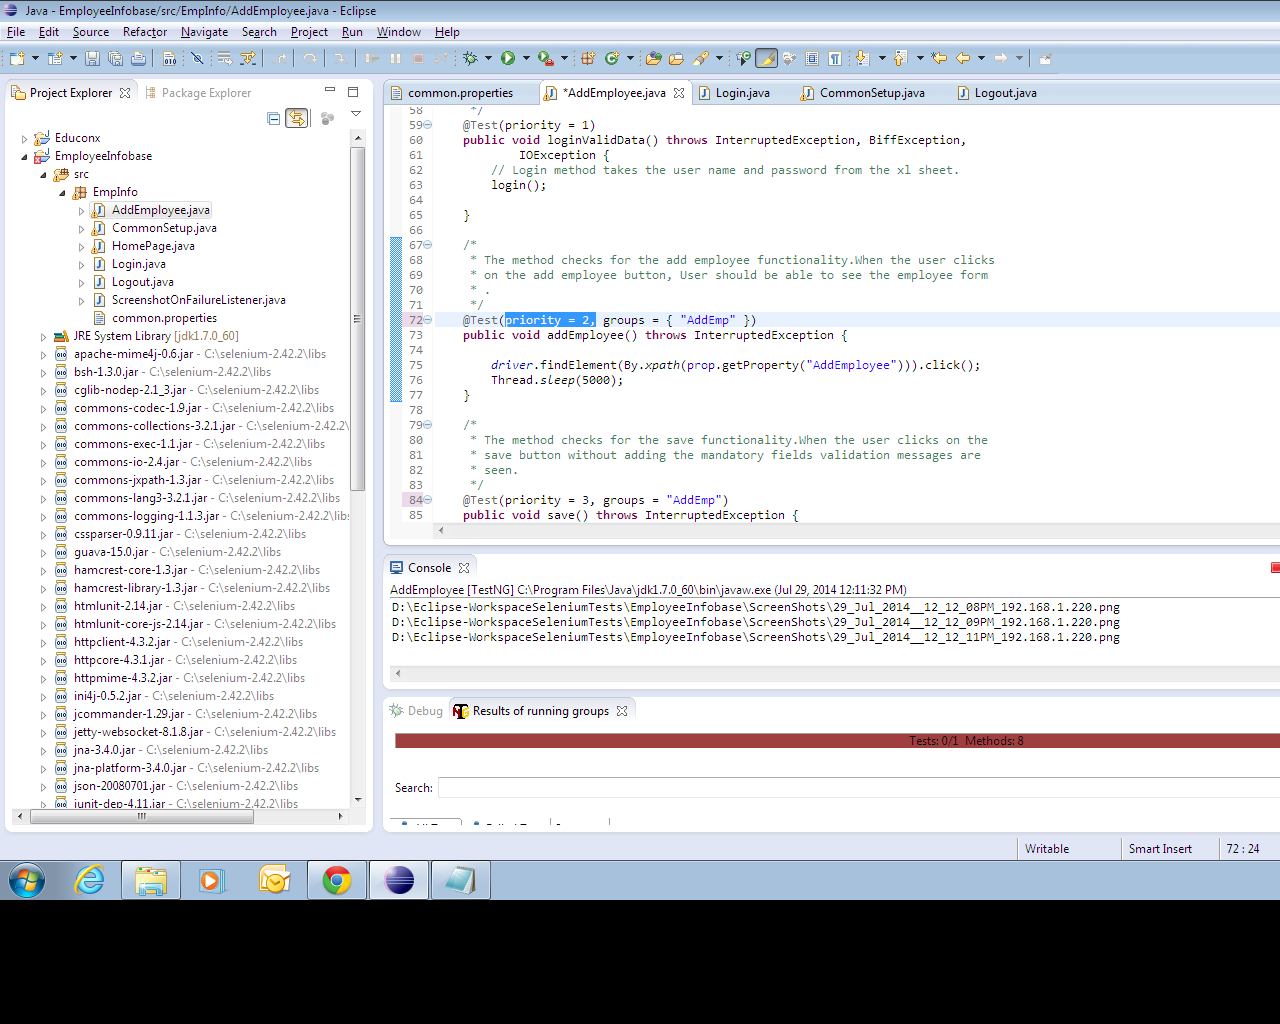 Java - EmployeeInfobase/src/EmpInfo/AddEmployee.java - Eclipse
File Edit Source Refactor Navigate Search Project Run Window Help
Project Explorer
Package Explorer
Educonx
EmployeeInfobase
src
EmpInfo
AddEmployee.java
CommonSetup.java
HomePage.java
Login.java
Logout.java
ScreenshotOnFailureListener.java
common.properties
JRE System Library [jdk1.7.0_60]
apache-mime4j-0.6.jar - C:\selenium-2.42.2\libs
bsh-1.3.0.jar - C:\selenium-2.42.2\libs
cglib-nodep-2.1_3.jar - C:\selenium-2.42.2\libs
commons-codec-1.9.jar - C:\selenium-2.42.2\libs
commons-collections-3.2.1.jar - C:\selenium-2.42.2\
commons-exec-1.1.jar - C:\selenium-2.42.2\libs
commons-io-2.4.jar - C:\selenium-2.42.2\libs
commons-jxpath-1.3.jar - C:\selenium-2.42.2\libs
commons-lang3-3.2.1.jar - C:\selenium-2.42.2\libs
commons-logging-1.1.3.jar - C:\selenium-2.42.2\libs
cssparser-0.9.11.jar - C:\selenium-2.42.2\libs
guava-15.0.jar - C:\selenium-2.42.2\libs
hamcrest-core-1.3.jar - C:\selenium-2.42.2\libs
hamcrest-library-1.3.jar - C:\selenium-2.42.2\libs
htmlunit-2.14.jar - C:\selenium-2.42.2\libs
htmlunit-core-js-2.14.jar - C:\selenium-2.42.2\libs
httpclient-4.3.2.jar - C:\selenium-2.42.2\libs
httpcore-4.3.1.jar - C:\selenium-2.42.2\libs
httpmime-4.3.2.jar - C:\selenium-2.42.2\libs
ini4j-0.5.2.jar - C:\selenium-2.42.2\libs
jcommander-1.29.jar - C:\selenium-2.42.2\libs
jetty-websocket-8.1.8.jar - C:\selenium-2.42.2\libs
jna-3.4.0.jar - C:\selenium-2.42.2\libs
jna-platform-3.4.0.jar - C:\selenium-2.42.2\libs
json-20080701.jar - C:\selenium-2.42.2\libs
junit-dep-4.11.jar - C:\selenium-2.42.2\libs
common.properties
*AddEmployee.java
Login.java
CommonSetup.java
Logout.java
58 */
59 @Test(priority = 1)
60 public void loginValidData() throws InterruptedException, BiffException,
61 IOException {
62 // Login method takes the user name and password from the xl sheet.
63 login();
64
65 }
66
67 /*
68 * The method checks for the add employee functionality.When the user clicks
69 * on the add employee button, User should be able to see the employee form
70 * .
71 */
72 @Test(priority = 2, groups = { "AddEmp" })
73 public void addEmployee() throws InterruptedException {
74
75 driver.findElement(By.xpath(prop.getProperty("AddEmployee"))).click();
76 Thread.sleep(5000);
77 }
78
79 /*
80 * The method checks for the save functionality.When the user clicks on the
81 * save button without adding the mandatory fields validation messages are
82 * seen.
83 */
84 @Test(priority = 3, groups = "AddEmp")
85 public void save() throws InterruptedException {
Console
AddEmployee [TestNG] C:\Program Files\Java\jdk1.7.0_60\bin\javaw.exe (Jul 29, 2014 12:11:32 PM)
D:\Eclipse-WorkspaceSeleniumTests\EmployeeInfobase\ScreenShots\29_Jul_2014__12_12_08PM_192.168.1.220.png
D:\Eclipse-WorkspaceSeleniumTests\EmployeeInfobase\ScreenShots\29_Jul_2014__12_12_09PM_192.168.1.220.png
D:\Eclipse-WorkspaceSeleniumTests\EmployeeInfobase\ScreenShots\29_Jul_2014__12_12_11PM_192.168.1.220.png
Debug
Results of running groups
Tests: 0/1 Methods: 8
Search:
Writable
Smart Insert
72 : 24